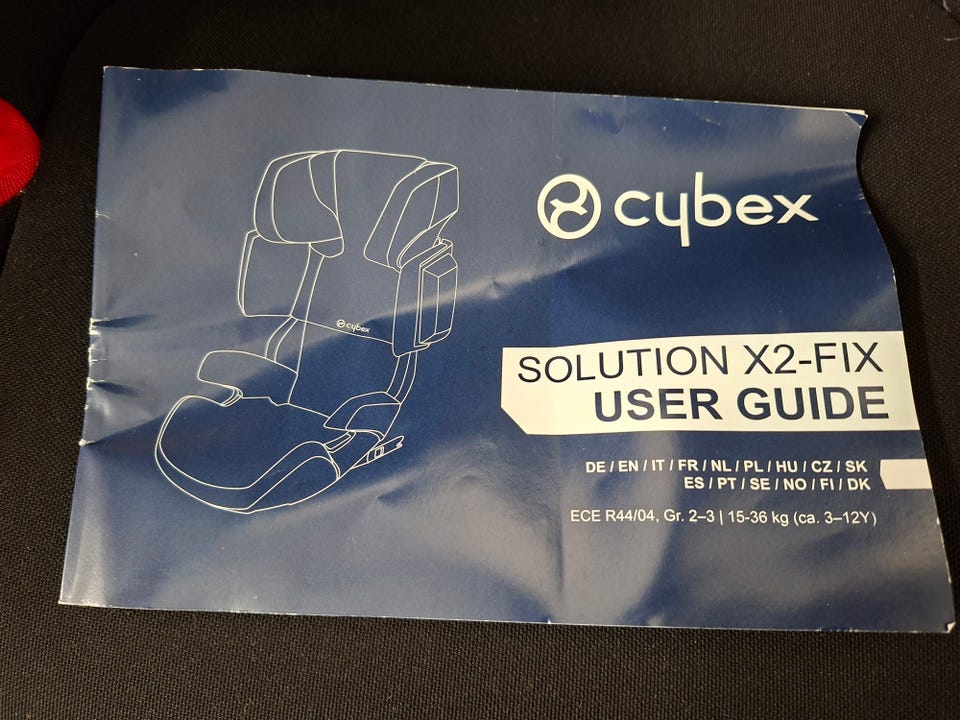 cybex
cybex
SOLUTION X2-FIX
USER GUIDE
DE / EN / IT / FR / NL / PL / HU / CZ / SK
ES / PT / SE / NO / FI / DK
ECE R44/04, Gr. 2–3 | 15-36 kg (ca. 3–12Y)